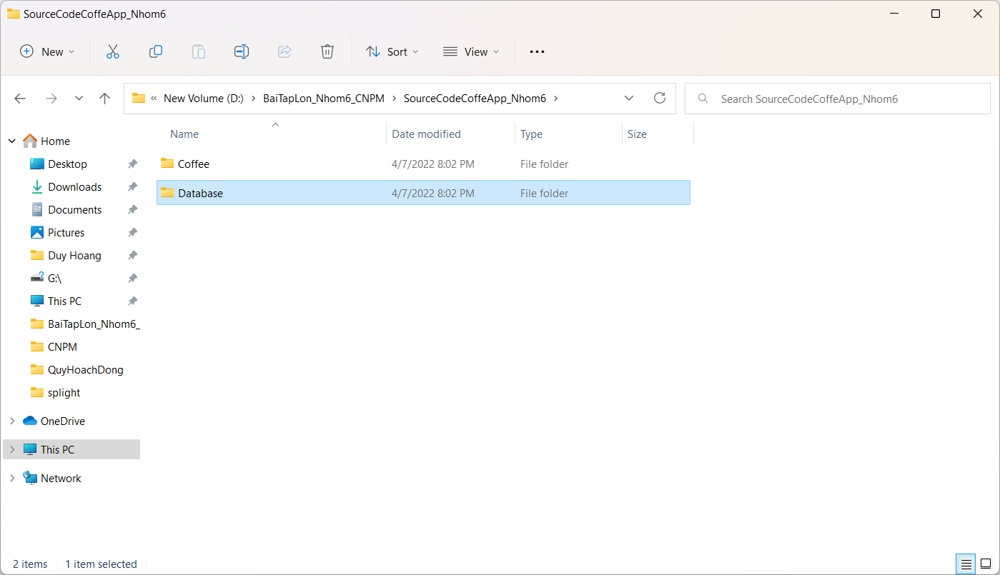 SourceCodeCoffeApp_Nhom6
New Sort View •••
« New Volume (D:) > BaiTapLon_Nhom6_CNPM > SourceCodeCoffeApp_Nhom6 > Search SourceCodeCoffeApp_Nhom6
Name Date modified Type Size
Coffee 4/7/2022 8:02 PM File folder
Database 4/7/2022 8:02 PM File folder
Home
Desktop
Downloads
Documents
Pictures
Duy Hoang
G:\
This PC
BaiTapLon_Nhom6_
CNPM
QuyHoachDong
splight
OneDrive
This PC
Network
2 items 1 item selected